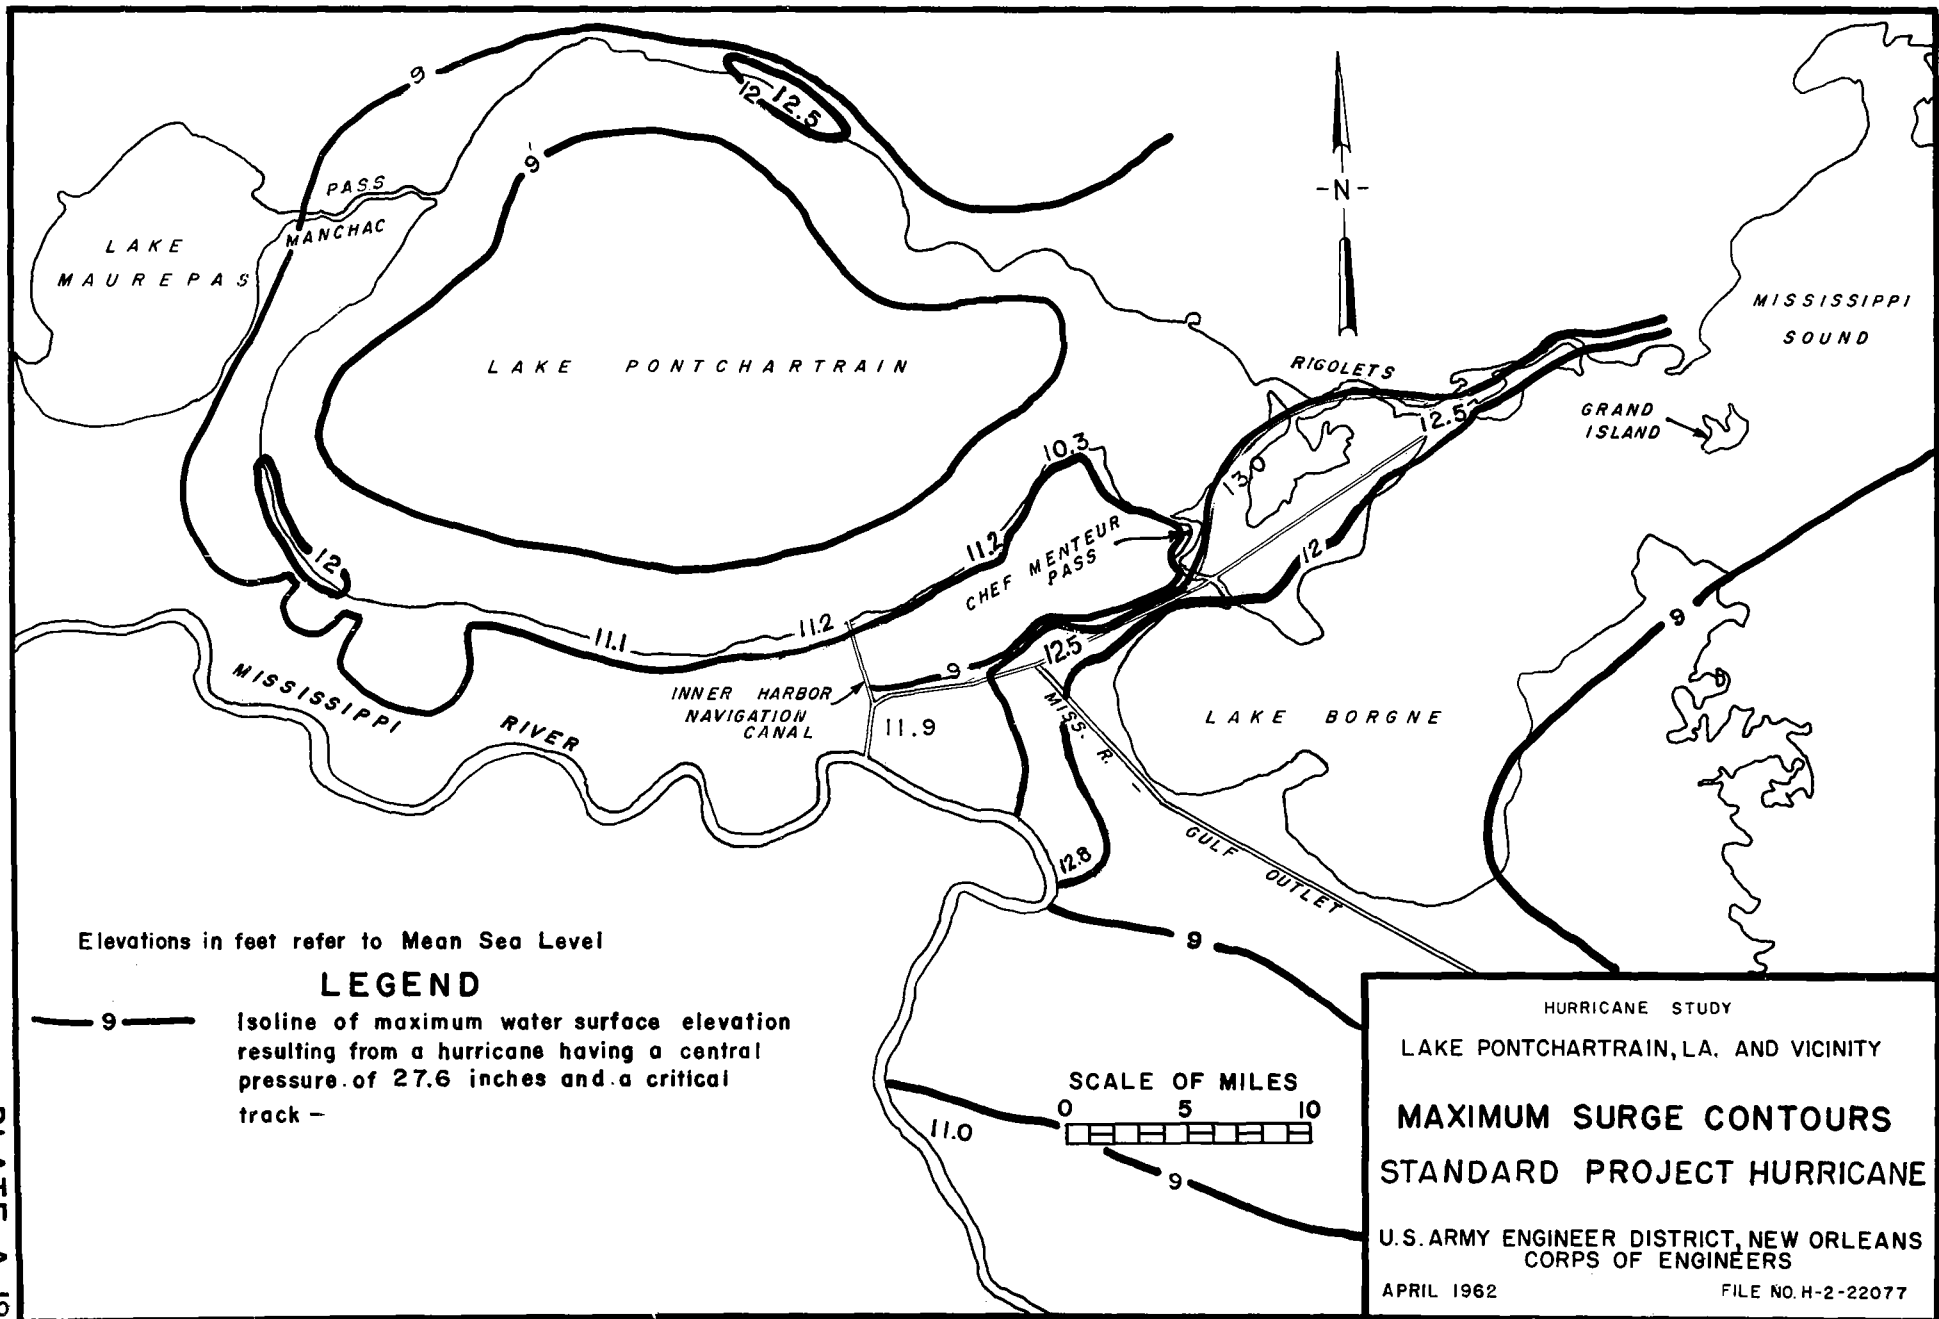 9
12
12.5
9
PASS
MANCHAC
LAKE
MAUREPAS
-N-
MISSISSIPPI
SOUND
LAKE PONTCHARTRAIN
RIGOLETS
GRAND
ISLAND
12.5
10.3
13.0
11.2
CHEF MENTEUR
PASS
12
12
9
11.2
11.1
12.5
9
MISSISSIPPI
RIVER
INNER HARBOR
NAVIGATION
CANAL
11.9
MISS. R. - GULF OUTLET
LAKE BORGNE
12.8
9
11.0
9
Elevations in feet refer to Mean Sea Level
LEGEND
9
Isoline of maximum water surface elevation
resulting from a hurricane having a central
pressure of 27.6 inches and a critical
track -
SCALE OF MILES
0 5 10
HURRICANE STUDY
LAKE PONTCHARTRAIN, LA. AND VICINITY
MAXIMUM SURGE CONTOURS
STANDARD PROJECT HURRICANE
U.S. ARMY ENGINEER DISTRICT, NEW ORLEANS
CORPS OF ENGINEERS
APRIL 1962 FILE NO. H-2-22077